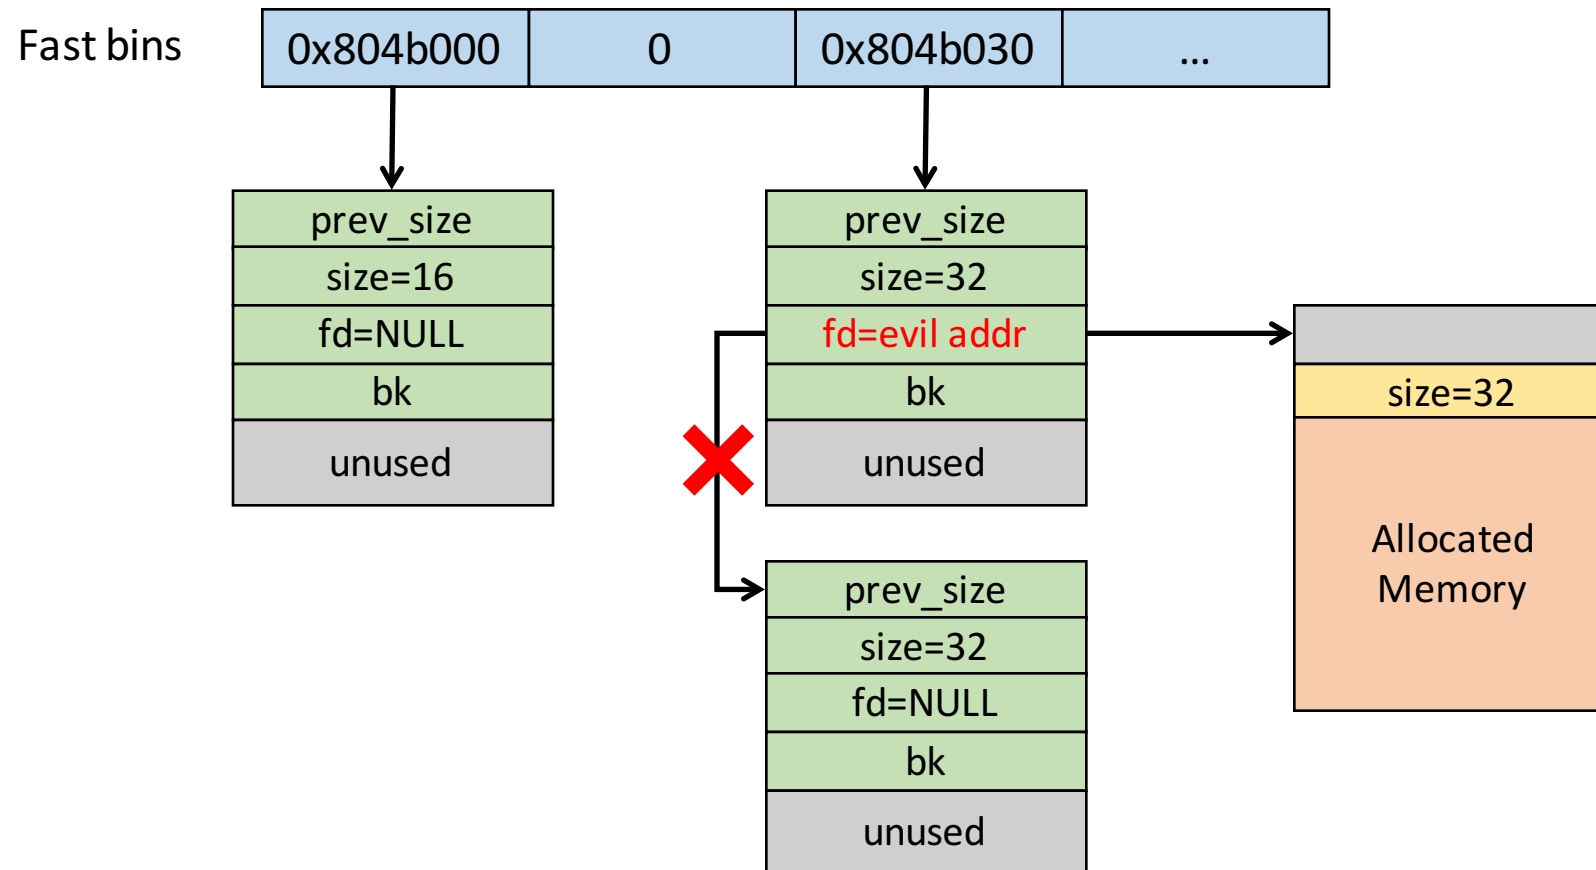 Fast bins
0x804b000
0
0x804b030
...
prev_size
size=16
fd=NULL
bk
unused
prev_size
size=32
fd=evil addr
bk
unused
prev_size
size=32
fd=NULL
bk
unused
size=32
Allocated
Memory